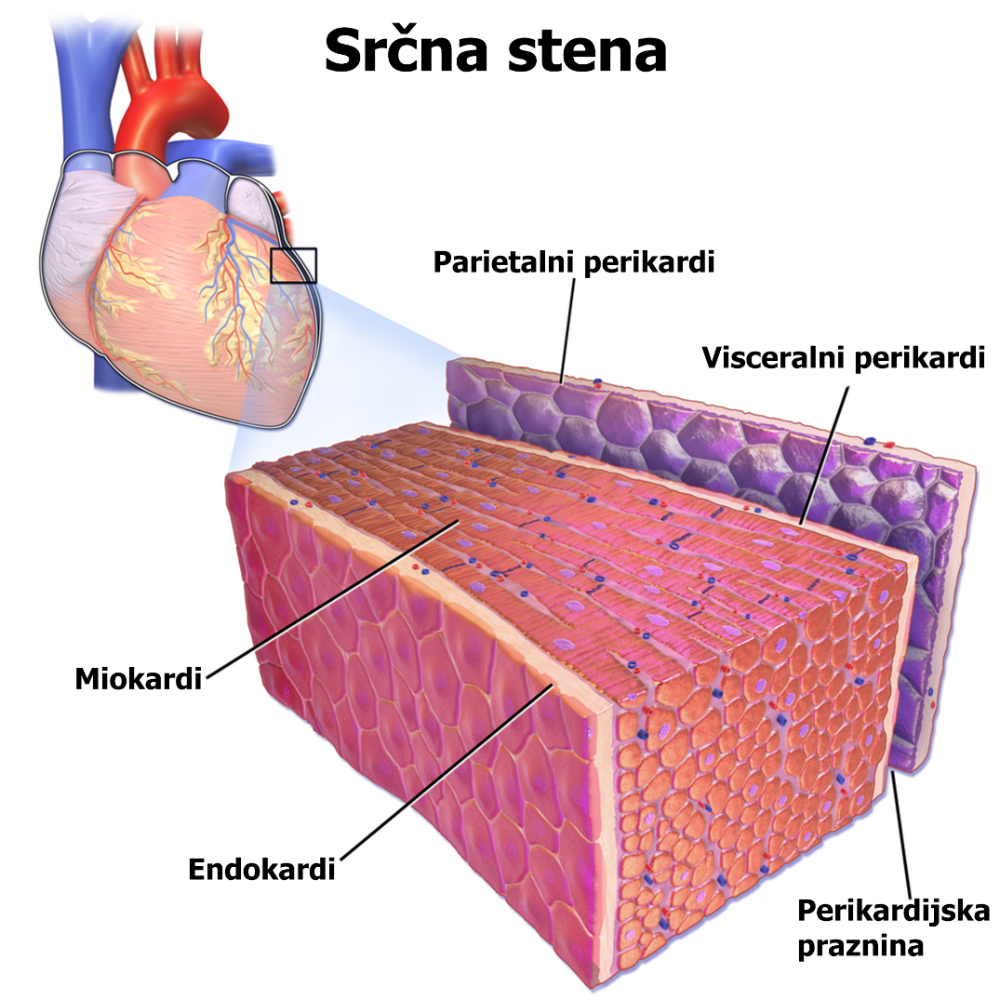 Srčna stena
Parietalni perikardi
Visceralni perikardi
Miokardi
Endokardi
Perikardijska
praznina